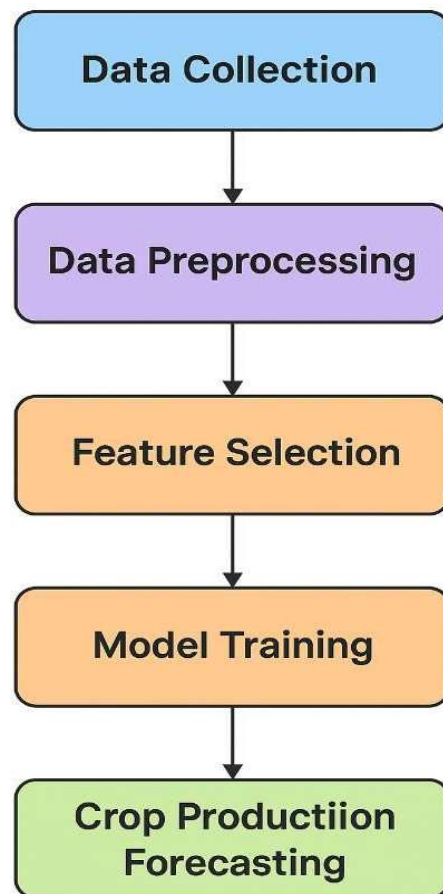 Data Collection
Data Preprocessing
Feature Selection
Model Training
Crop Productiion
Forecasting